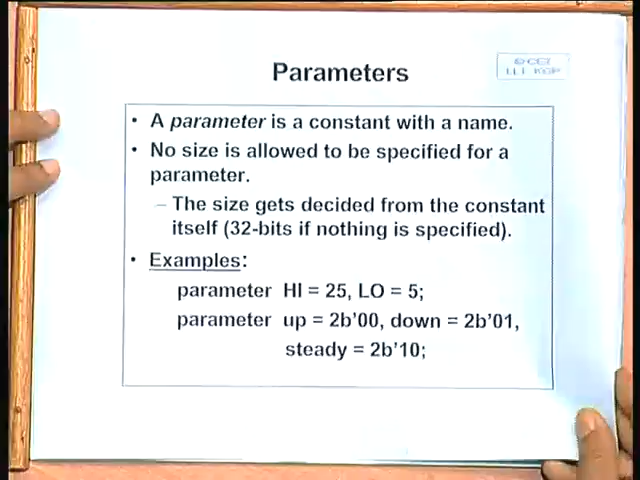 Parameters
• A parameter is a constant with a name.
• No size is allowed to be specified for a
parameter.
– The size gets decided from the constant
itself (32-bits if nothing is specified).
• Examples:
parameter HI = 25, LO = 5;
parameter up = 2b’00, down = 2b’01,
steady = 2b’10;